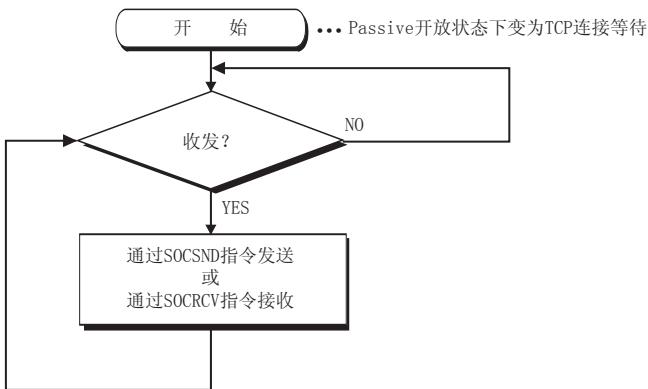 开 始 ••• Passive开放状态下变为TCP连接等待
收发?
NO
YES
通过SOCSND指令发送
或
通过SOCRCV指令接收